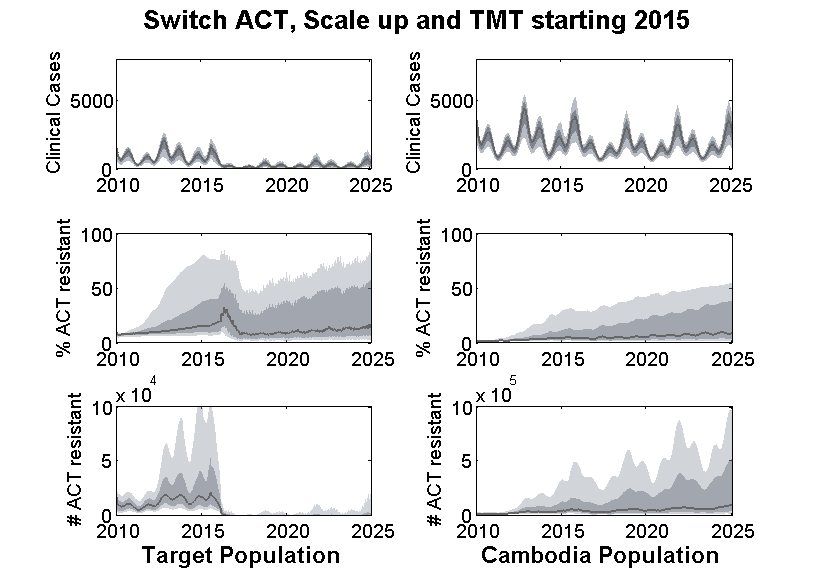 Switch ACT, Scale up and TMT starting 2015
Clinical Cases
5000
0
2010 2015 2020 2025
Clinical Cases
5000
0
2010 2015 2020 2025
% ACT resistant
100
50
0
2010 2015 2020 2025
% ACT resistant
100
50
0
2010 2015 2020 2025
x 10^4
# ACT resistant
10
5
0
2010 2015 2020 2025
Target Population
x 10^5
# ACT resistant
10
5
0
2010 2015 2020 2025
Cambodia Population